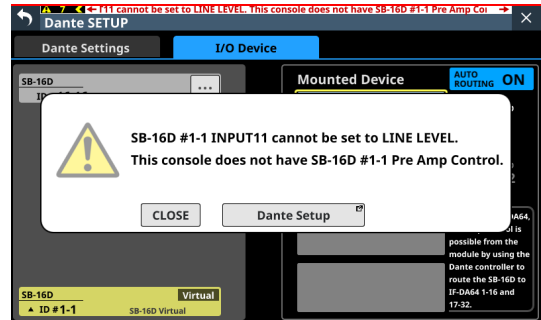 7 f11 cannot be set to LINE LEVEL. This console does not have SB-16D #1-1 Pre Amp Co
Dante SETUP
Dante Settings
I/O Device
SB-16D
...
Mounted Device
AUTO ROUTING ON
SB-16D #1-1 INPUT11 cannot be set to LINE LEVEL.
This console does not have SB-16D #1-1 Pre Amp Control.
CLOSE
Dante Setup
possible from the
module by using the
Dante controller to
route the SB-16D to
IF-DA64 1-16 and
17-32.
SB-16D
Virtual
ID #1-1
SB-16D Virtual